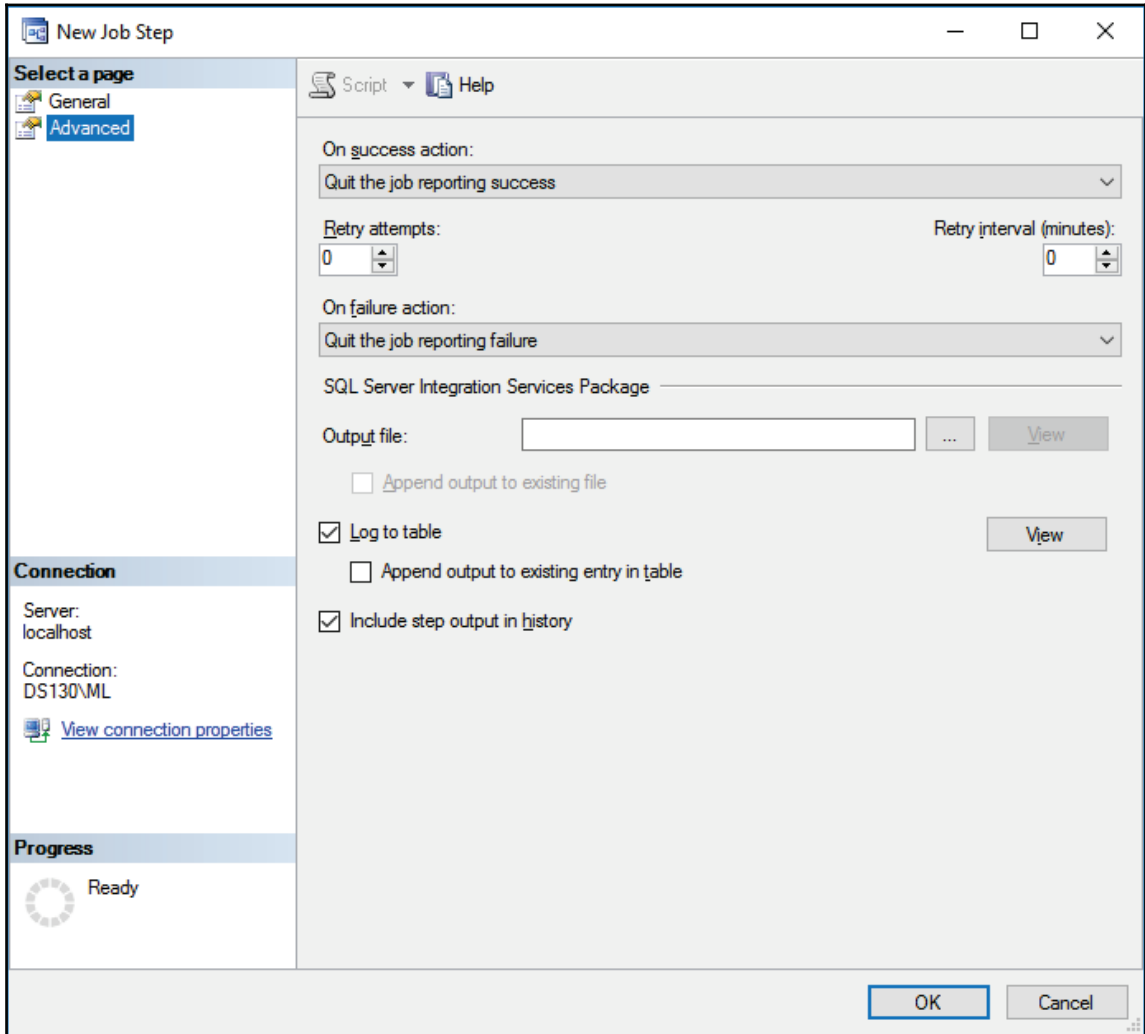 New Job Step
Select a page
General
Advanced
Script
Help
On success action:
Quit the job reporting success
Retry attempts:
Retry interval (minutes):
0
0
On failure action:
Quit the job reporting failure
SQL Server Integration Services Package
Output file:
...
View
Append output to existing file
Log to table
View
Append output to existing entry in table
Include step output in history
Connection
Server:
localhost
Connection:
DS130\ML
View connection properties
Progress
Ready
OK
Cancel